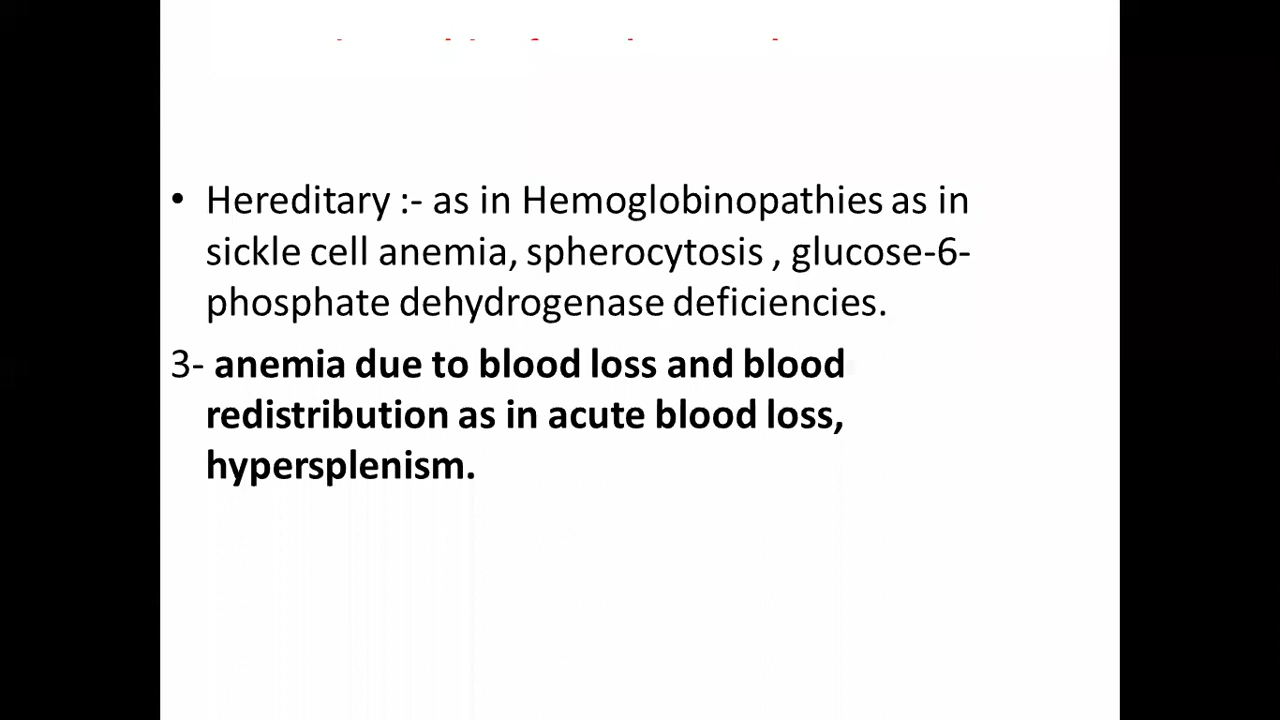 • Hereditary :- as in Hemoglobinopathies as in
sickle cell anemia, spherocytosis , glucose-6-
phosphate dehydrogenase deficiencies.
3- anemia due to blood loss and blood
redistribution as in acute blood loss,
hypersplenism.